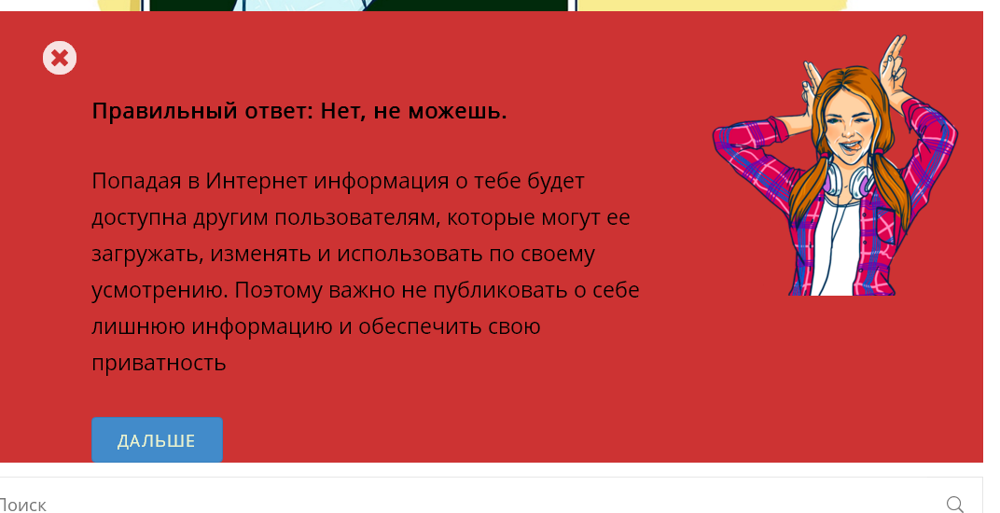 Правильный ответ: Нет, не можешь.
Попадая в Интернет информация о тебе будет
доступна другим пользователям, которые могут ее
загружать, изменять и использовать по своему
усмотрению. Поэтому важно не публиковать о себе
лишнюю информацию и обеспечить свою
приватность
ДАЛЬШЕ
Поиск